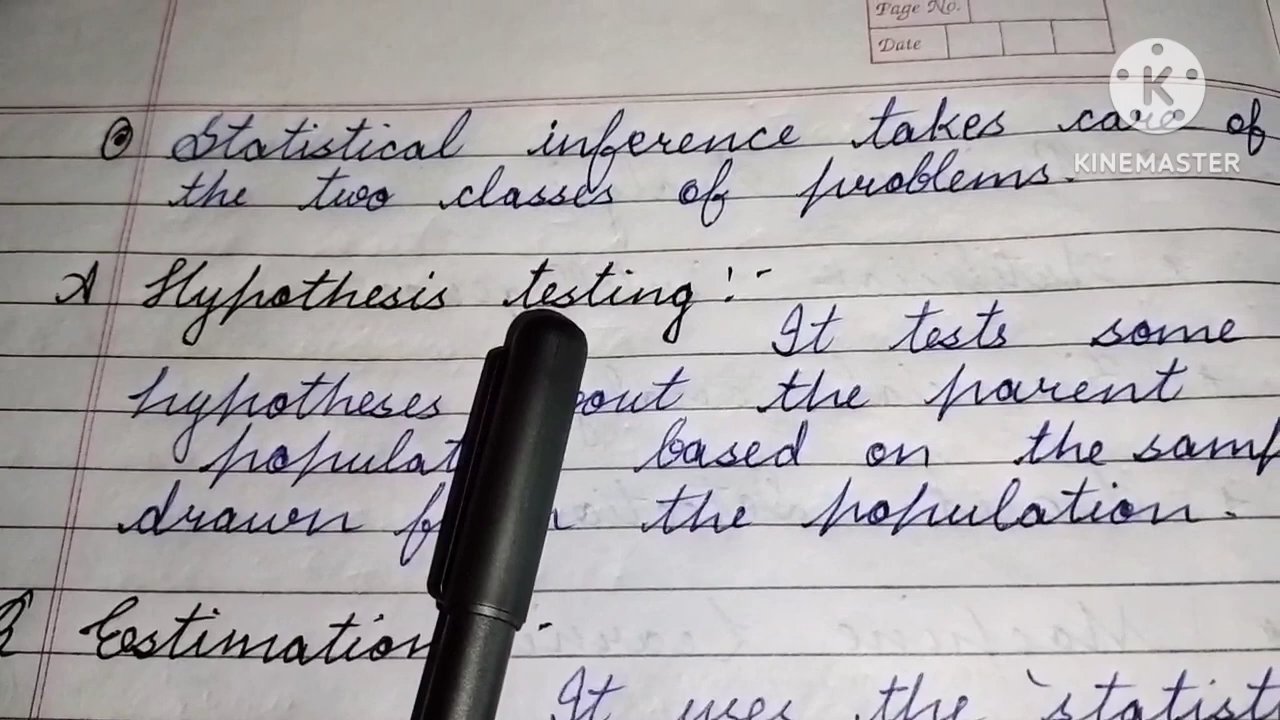 Page No.
Date
KINEMASTER
Statistical inference takes care of
the two classes of problems.
A Hypothesis testing :-
It tests some
hypotheses the parent
based on the
drawn the population.
Estimation
It uses the